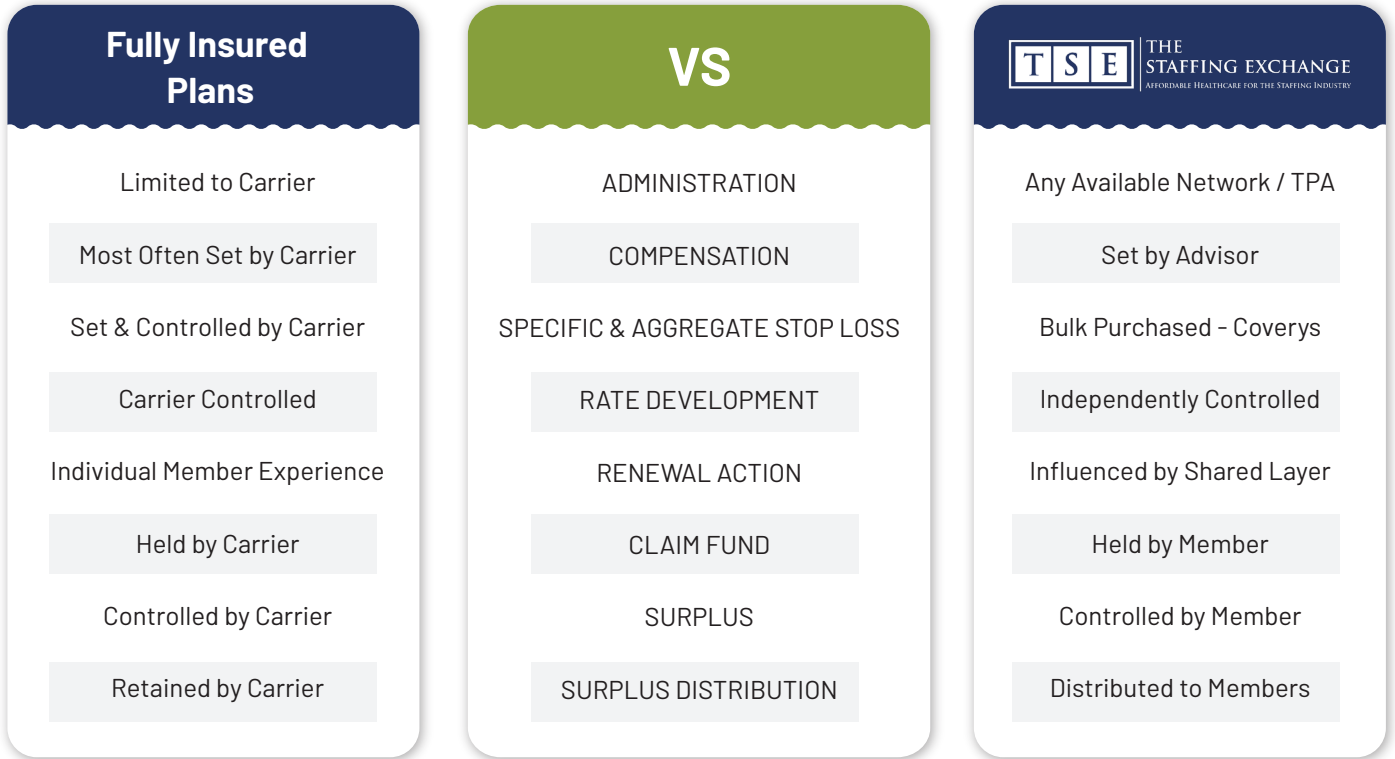 Fully Insured
Plans
VS
T S E
THE
STAFFING EXCHANGE
AFFORDABLE HEALTHCARE FOR THE STAFFING INDUSTRY
Limited to Carrier
ADMINISTRATION
Any Available Network / TPA
Most Often Set by Carrier
COMPENSATION
Set by Advisor
Set & Controlled by Carrier
SPECIFIC & AGGREGATE STOP LOSS
Bulk Purchased - Coverys
Carrier Controlled
RATE DEVELOPMENT
Independently Controlled
Individual Member Experience
RENEWAL ACTION
Influenced by Shared Layer
Held by Carrier
CLAIM FUND
Held by Member
Controlled by Carrier
SURPLUS
Controlled by Member
Retained by Carrier
SURPLUS DISTRIBUTION
Distributed to Members